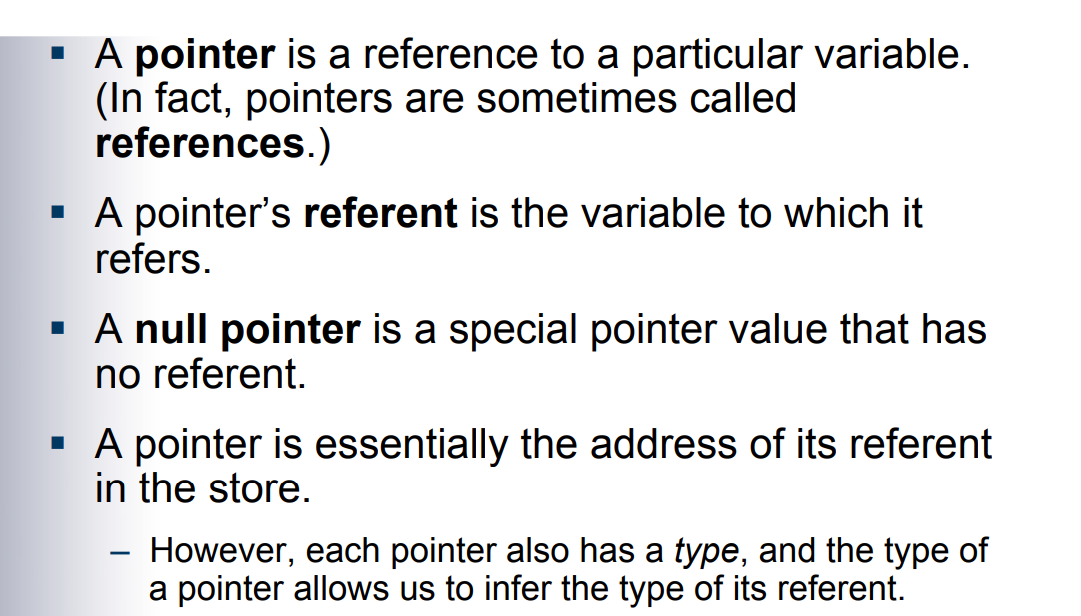 ▪ A pointer is a reference to a particular variable.
(In fact, pointers are sometimes called
references.)
▪ A pointer’s referent is the variable to which it
refers.
▪ A null pointer is a special pointer value that has
no referent.
▪ A pointer is essentially the address of its referent
in the store.
– However, each pointer also has a type, and the type of
a pointer allows us to infer the type of its referent.